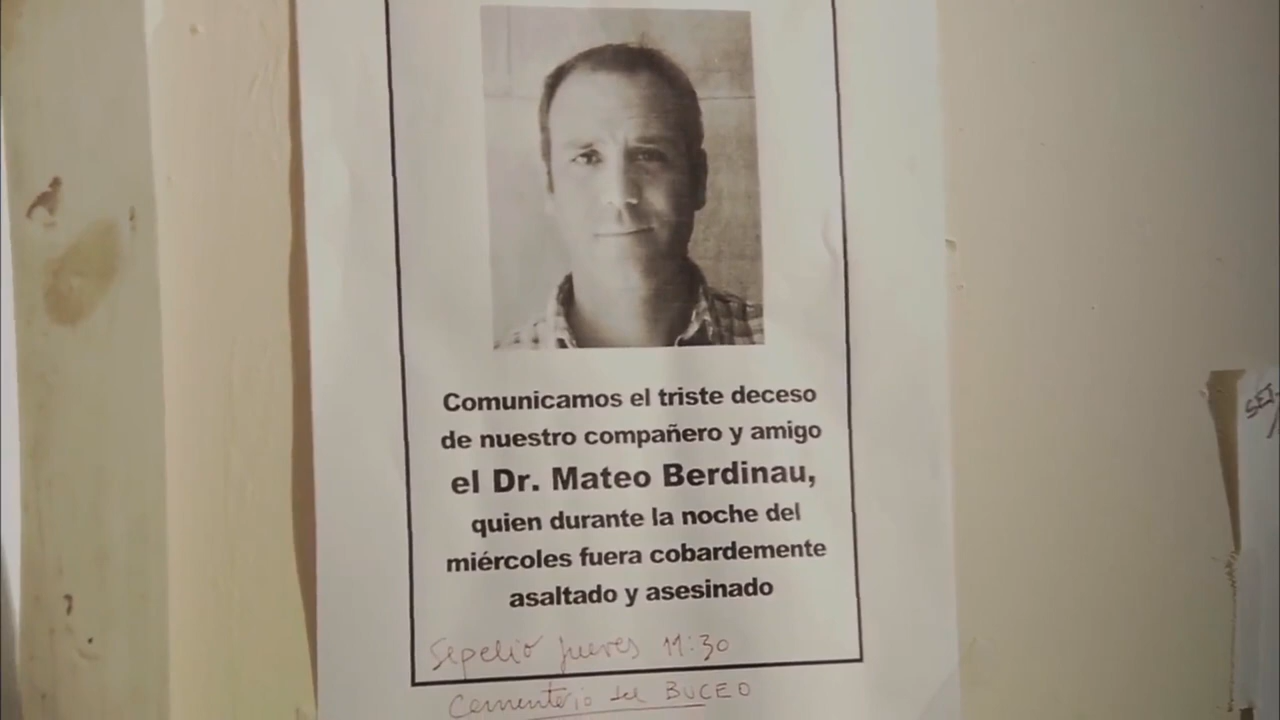 Comunicamos el triste deceso
de nuestro compañero y amigo
el Dr. Mateo Berdinau,
quien durante la noche del
miércoles fuera cobardemente
asaltado y asesinado
Sepelio jueves 11:30
Cementerio del BUCEO